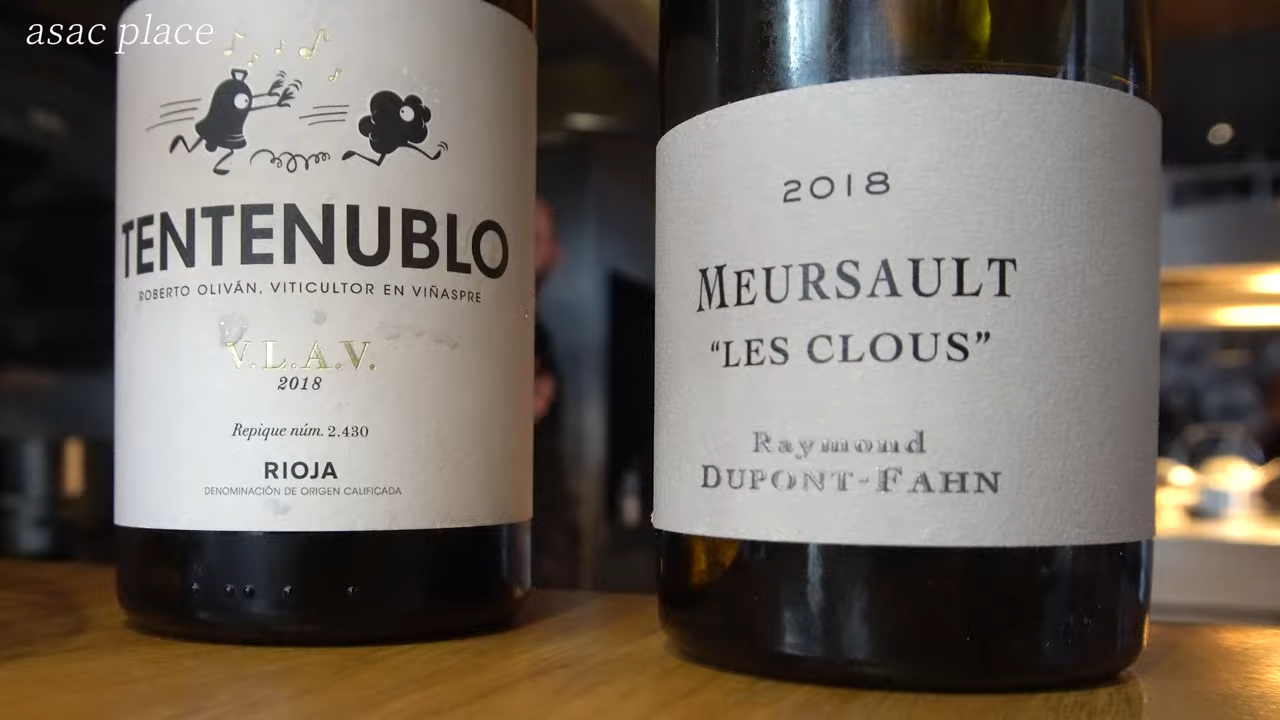 asac place
TENTENUBLO
ROBERTO OLIVÁN, VITICULTOR EN VIÑASPRE
V.L.A.V.
2018
Repique núm. 2.430
RIOJA
DENOMINACIÓN DE ORIGEN CALIFICADA
2018
MEURSAULT
“LES CLOUS”
Raymond
DUPONT-FAHN